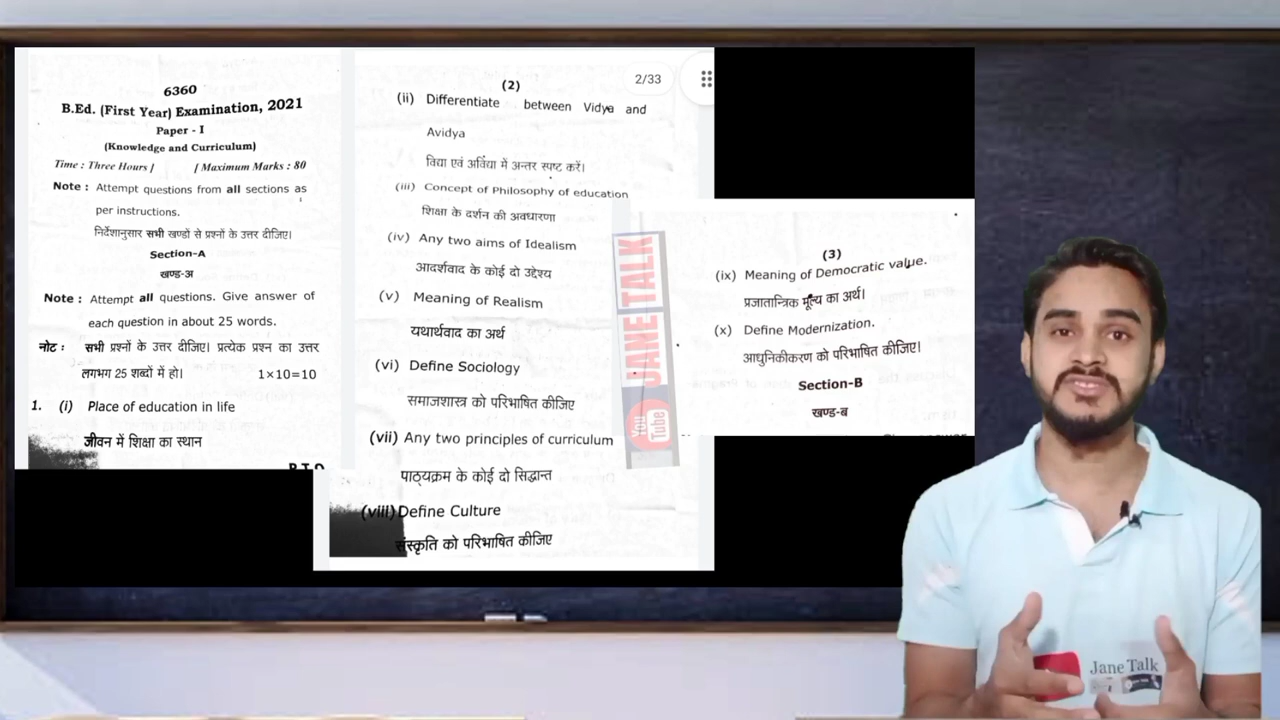 6360
B.Ed. (First Year) Examination, 2021
Paper - I
(Knowledge and Curriculum)
Time : Three Hours ] [ Maximum Marks : 80
Note : Attempt questions from all sections as
per instructions.
निर्देशानुसार सभी खण्डों से प्रश्नों के उत्तर दीजिए।
Section-A
खण्ड-अ
Note : Attempt all questions. Give answer of
each question in about 25 words.
नोट : सभी प्रश्नों के उत्तर दीजिए। प्रत्येक प्रश्न का उत्तर
लगभग 25 शब्दों में हो। 1×10=10
1. (i) Place of education in life
जीवन में शिक्षा का स्थान
P.T.O
2/33
(2)
(ii) Differentiate between Vidya and
Avidya
विद्या एवं अविद्या में अन्तर स्पष्ट करें।
(iii) Concept of Philosophy of education
शिक्षा के दर्शन की अवधारणा
(iv) Any two aims of Idealism
आदर्शवाद के कोई दो उद्देश्य
(v) Meaning of Realism
यथार्थवाद का अर्थ
(vi) Define Sociology
समाजशास्त्र को परिभाषित कीजिए
(vii) Any two principles of curriculum
पाठ्यक्रम के कोई दो सिद्धान्त
(viii) Define Culture
संस्कृति को परिभाषित कीजिए
JANE TALK
You Tube
(3)
(ix) Meaning of Democratic value.
प्रजातान्त्रिक मूल्य का अर्थ।
(x) Define Modernization.
आधुनिकीकरण को परिभाषित कीजिए।
Section-B
खण्ड-ब
Jane Talk